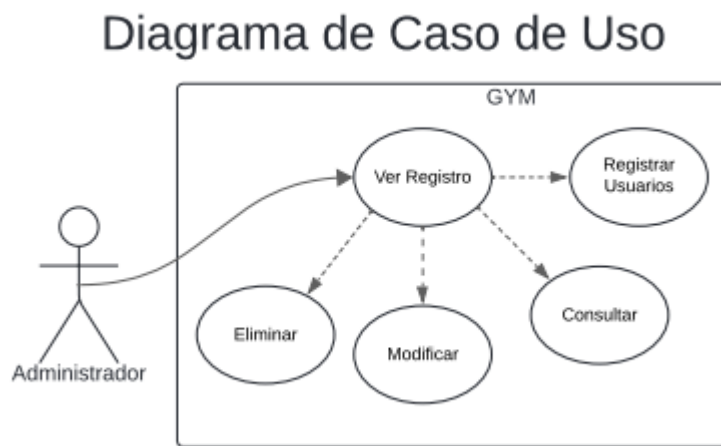 Diagrama de Caso de Uso
GYM
Ver Registro
Registrar
Usuarios
Eliminar
Modificar
Consultar
Administrador